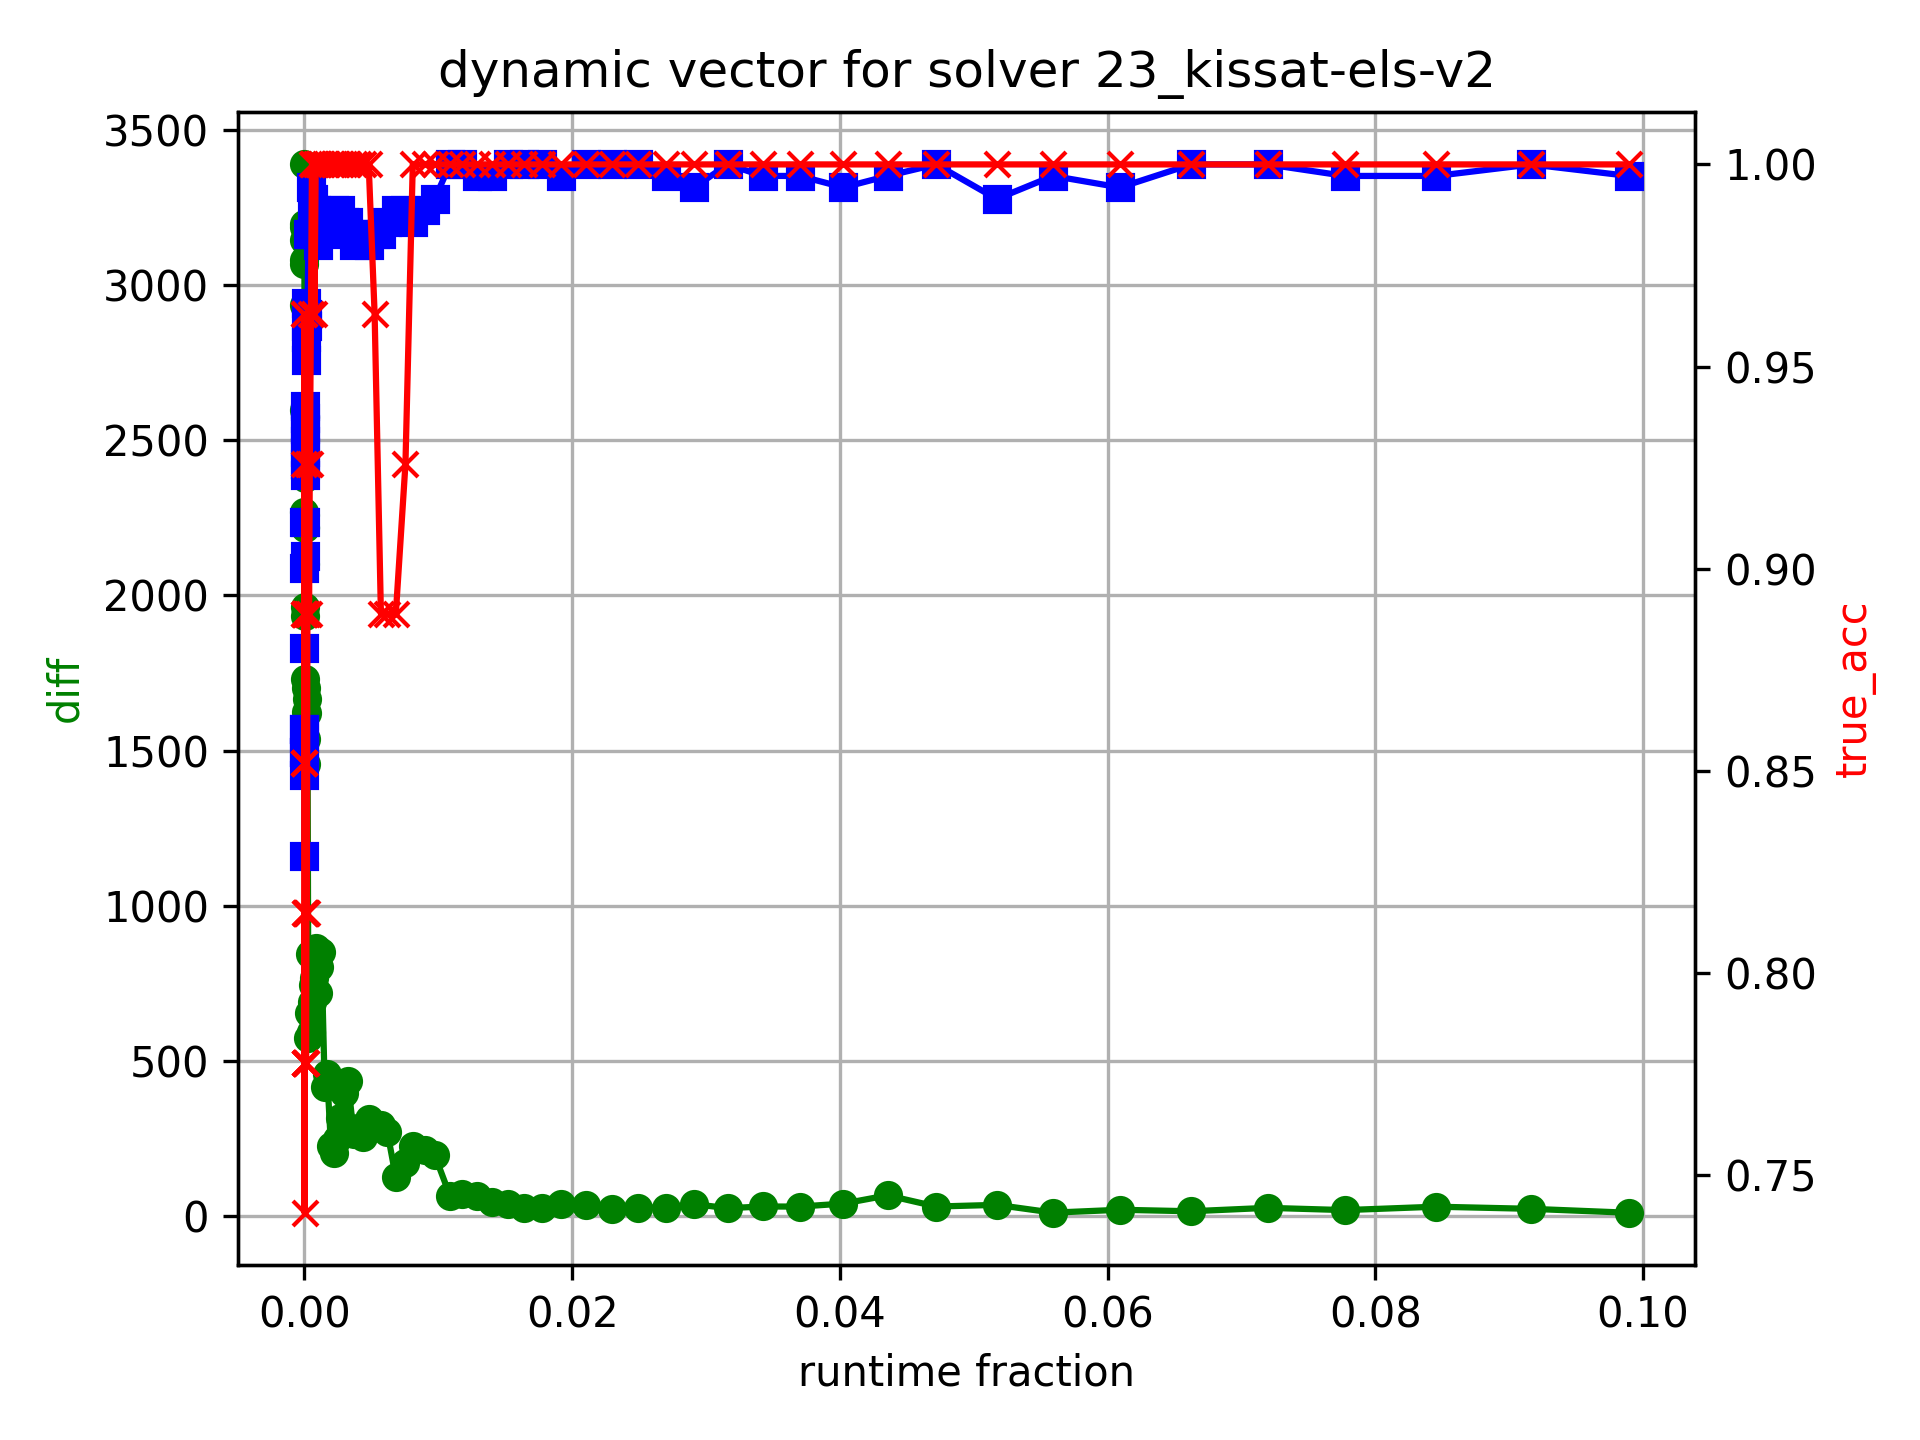 dynamic vector for solver 23_kissat-els-v2
3500
3000
2500
2000
1500
1000
500
0
diff
1.00
0.95
0.90
0.85
0.80
0.75
true_acc
0.00 0.02 0.04 0.06 0.08 0.10
runtime fraction